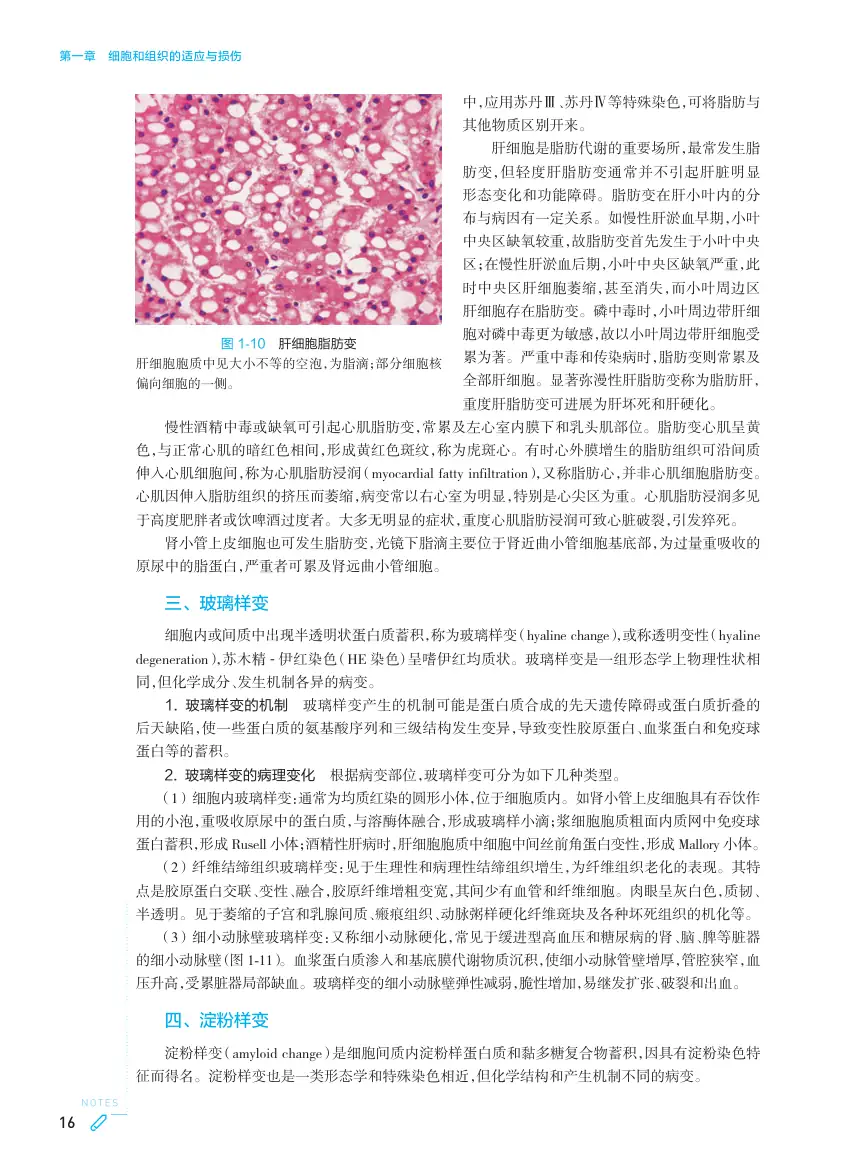 第一章 细胞和组织的适应与损伤
图 1-10 肝细胞脂肪变
肝细胞胞质中见大小不等的空泡,为脂滴;部分细胞核
偏向细胞的一侧。
中,应用苏丹Ⅲ、苏丹Ⅳ等特殊染色,可将脂肪与
其他物质区别开来。
肝细胞是脂肪代谢的重要场所,最常发生脂
肪变,但轻度肝脂肪变通常并不引起肝脏明显
形态变化和功能障碍。脂肪变在肝小叶内的分
布与病因有一定关系。如慢性肝淤血早期,小叶
中央区缺氧较重,故脂肪变首先发生于小叶中央
区;在慢性肝淤血后期,小叶中央区缺氧严重,此
时中央区肝细胞萎缩,甚至消失,而小叶周边区
肝细胞存在脂肪变。磷中毒时,小叶周边带肝细
胞对磷中毒更为敏感,故以小叶周边带肝细胞受
累为著。严重中毒和传染病时,脂肪变则常累及
全部肝细胞。显著弥漫性肝脂肪变称为脂肪肝,
重度肝脂肪变可进展为肝坏死和肝硬化。
慢性酒精中毒或缺氧可引起心肌脂肪变,常累及左心室内膜下和乳头肌部位。脂肪变心肌呈黄
色,与正常心肌的暗红色相间,形成黄红色斑纹,称为虎斑心。有时心外膜增生的脂肪组织可沿间质
伸入心肌细胞间,称为心肌脂肪浸润(myocardial fatty infiltration),又称脂肪心,并非心肌细胞脂肪变。
心肌因伸入脂肪组织的挤压而萎缩,病变常以右心室为明显,特别是心尖区为重。心肌脂肪浸润多见
于高度肥胖者或饮啤酒过度者。大多无明显的症状,重度心肌脂肪浸润可致心脏破裂,引发猝死。
肾小管上皮细胞也可发生脂肪变,光镜下脂滴主要位于肾近曲小管细胞基底部,为过量重吸收的
原尿中的脂蛋白,严重者可累及肾远曲小管细胞。
三、玻璃样变
细胞内或间质中出现半透明状蛋白质蓄积,称为玻璃样变(hyaline change),或称透明变性(hyaline
degeneration),苏木精-伊红染色(HE 染色)呈嗜伊红均质状。玻璃样变是一组形态学上物理性状相
同,但化学成分、发生机制各异的病变。
1. 玻璃样变的机制 玻璃样变产生的机制可能是蛋白质合成的先天遗传障碍或蛋白质折叠的
后天缺陷,使一些蛋白质的氨基酸序列和三级结构发生变异,导致变性胶原蛋白、血浆蛋白和免疫球
蛋白等的蓄积。
2. 玻璃样变的病理变化 根据病变部位,玻璃样变可分为如下几种类型。
(1)细胞内玻璃样变:通常为均质红染的圆形小体,位于细胞质内。如肾小管上皮细胞具有吞饮作
用的小泡,重吸收原尿中的蛋白质,与溶酶体融合,形成玻璃样小滴;浆细胞胞质粗面内质网中免疫球
蛋白蓄积,形成 Rusell 小体;酒精性肝病时,肝细胞胞质中细胞中间丝前角蛋白变性,形成 Mallory 小体。
(2)纤维结缔组织玻璃样变:见于生理性和病理性结缔组织增生,为纤维组织老化的表现。其特
点是胶原蛋白交联、变性、融合,胶原纤维增粗变宽,其间少有血管和纤维细胞。肉眼呈灰白色,质韧、
半透明。见于萎缩的子宫和乳腺间质、瘢痕组织、动脉粥样硬化纤维斑块及各种坏死组织的机化等。
(3)细小动脉壁玻璃样变:又称细小动脉硬化,常见于缓进型高血压和糖尿病的肾、脑、脾等脏器
的细小动脉壁(图 1-11)。血浆蛋白质渗入和基底膜代谢物质沉积,使细小动脉管壁增厚,管腔狭窄,血
压升高,受累脏器局部缺血。玻璃样变的细小动脉壁弹性减弱,脆性增加,易继发扩张、破裂和出血。
四、淀粉样变
淀粉样变(amyloid change)是细胞间质内淀粉样蛋白质和黏多糖复合物蓄积,因具有淀粉染色特
征而得名。淀粉样变也是一类形态学和特殊染色相近,但化学结构和产生机制不同的病变。
NOTES
16